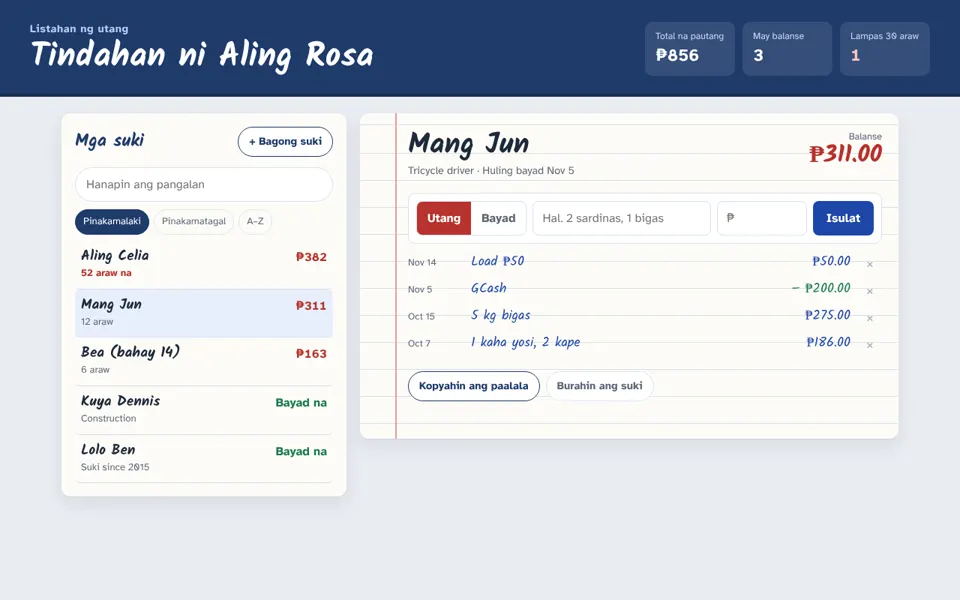 Listahan ng utang
Tindahan ni Aling Rosa
Total na pautang
₱856
May balanse
3
Lampas 30 araw
1
Mga suki
+ Bagong suki
Hanapin ang pangalan
Pinakamalaki Pinakamatagal A–Z
Aling Celia ₱382
52 araw na
Mang Jun ₱311
12 araw
Bea (bahay 14) ₱163
6 araw
Kuya Dennis Bayad na
Construction
Lolo Ben Bayad na
Suki since 2015
Mang Jun
Tricycle driver · Huling bayad Nov 5
Balanse
₱311.00
Utang Bayad Hal. 2 sardinas, 1 bigas ₱ Isulat
Nov 14 Load ₱50 ₱50.00 ×
Nov 5 GCash − ₱200.00 ×
Oct 15 5 kg bigas ₱275.00 ×
Oct 7 1 kaha yosi, 2 kape ₱186.00 ×
Kopyahin ang paalala Burahin ang suki